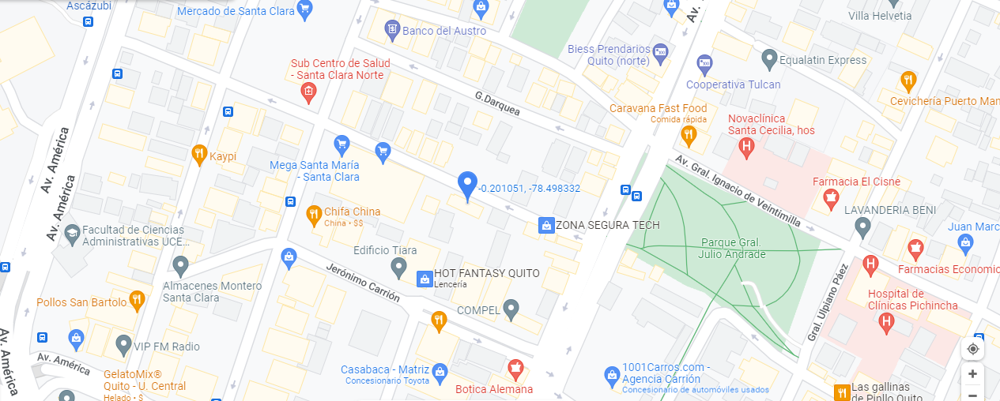 Ascázubi
Mercado de Santa Clara
Av.
Villa Helvetia
Banco del Austro
Biess Prendarios
Quito (norte)
Equalatin Express
Sub Centro de Salud
- Santa Clara Norte
Cooperativa Tulcan
G.Darquea
Cevichería Puerto Man
Caravana Fast Food
Comida rápida
Novaclínica
Santa Cecilia, hos
Kaypi
Mega Santa María
- Santa Clara
Av. América
Av. América
-0.201051, -78.498332
Av. Gral. Ignacio de Veintimilla
Farmacia El Cisne
LAVANDERIA BENI
Chifa China
China • $$
ZONA SEGURA TECH
Facultad de Ciencias
Administrativas UCE...
Juan Marc
Parque Gral.
Julio Andrade
Edificio Tiara
Jerónimo Carrión
HOT FANTASY QUITO
Lencería
Farmacias Economic
Almacenes Montero
Santa Clara
Gral. Ulpiano Páez
Hospital de
Clínicas Pichincha
Pollos San Bartolo
COMPEL
VIP FM Radio
Av. América
Av. América
GelatoMix®
Quito - U. Central
Helado • $
Casabaca - Matriz
Concesionario Toyota
Botica Alemana
1001Carros.com -
Agencia Carrión
Concesionario de automóviles usados
Las gallinas
de Pinllo Quito